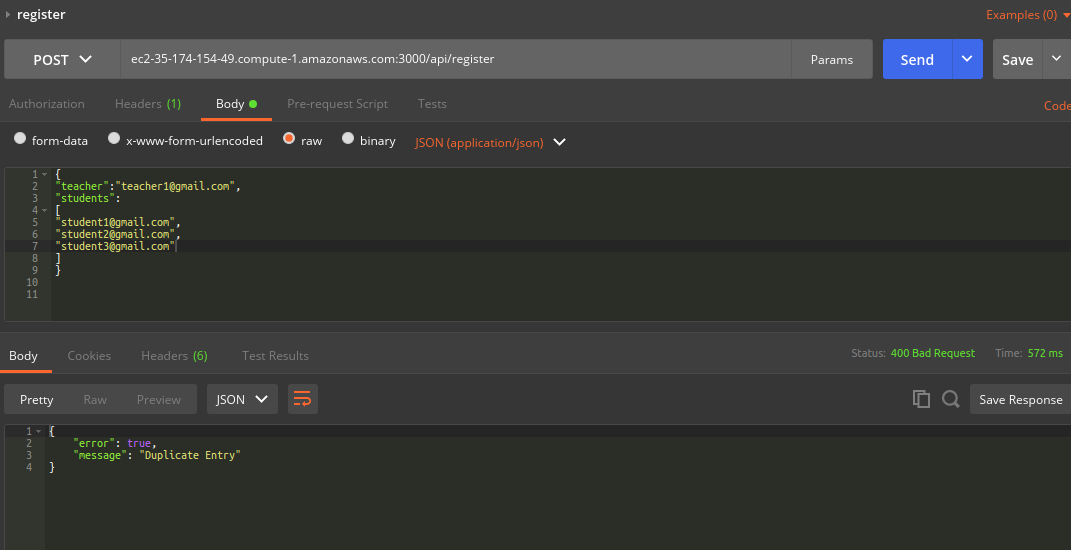 register Examples (0)
POST ec2-35-174-154-49.compute-1.amazonaws.com:3000/api/register Params Send Save
Authorization Headers (1) Body Pre-request Script Tests Code
form-data x-www-form-urlencoded raw binary JSON (application/json)
1 {
2 "teacher":"teacher1@gmail.com",
3 "students":
4 [
5 "student1@gmail.com",
6 "student2@gmail.com",
7 "student3@gmail.com"
8 ]
9 }
10
11
Body Cookies Headers (6) Test Results Status: 400 Bad Request Time: 572 ms
Pretty Raw Preview JSON Save Response
1 {
2 "error": true,
3 "message": "Duplicate Entry"
4 }